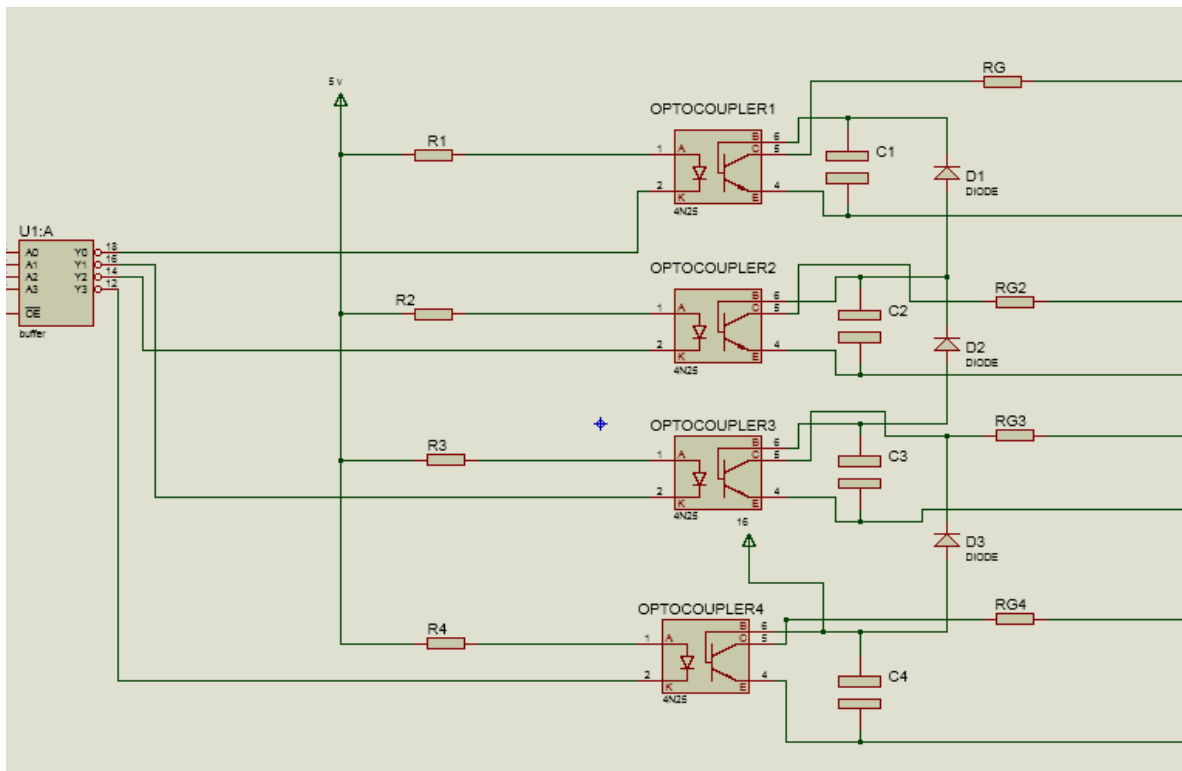 5 v
RG
OPTOCOUPLER1
R1
1
A
B
6
C
5
C1
2
K
E
4
4N25
D1
DIODE
U1:A
A0
Y0
18
A1
Y1
16
A2
Y2
14
A3
Y3
12
OE
buffer
OPTOCOUPLER2
R2
1
A
B
6
C
5
C2
RG2
2
K
E
4
4N25
D2
DIODE
OPTOCOUPLER3
R3
1
A
B
6
C
5
C3
RG3
2
K
E
4
4N25
16
D3
DIODE
OPTOCOUPLER4
R4
1
A
B
6
C
5
RG4
2
K
E
4
4N25
C4